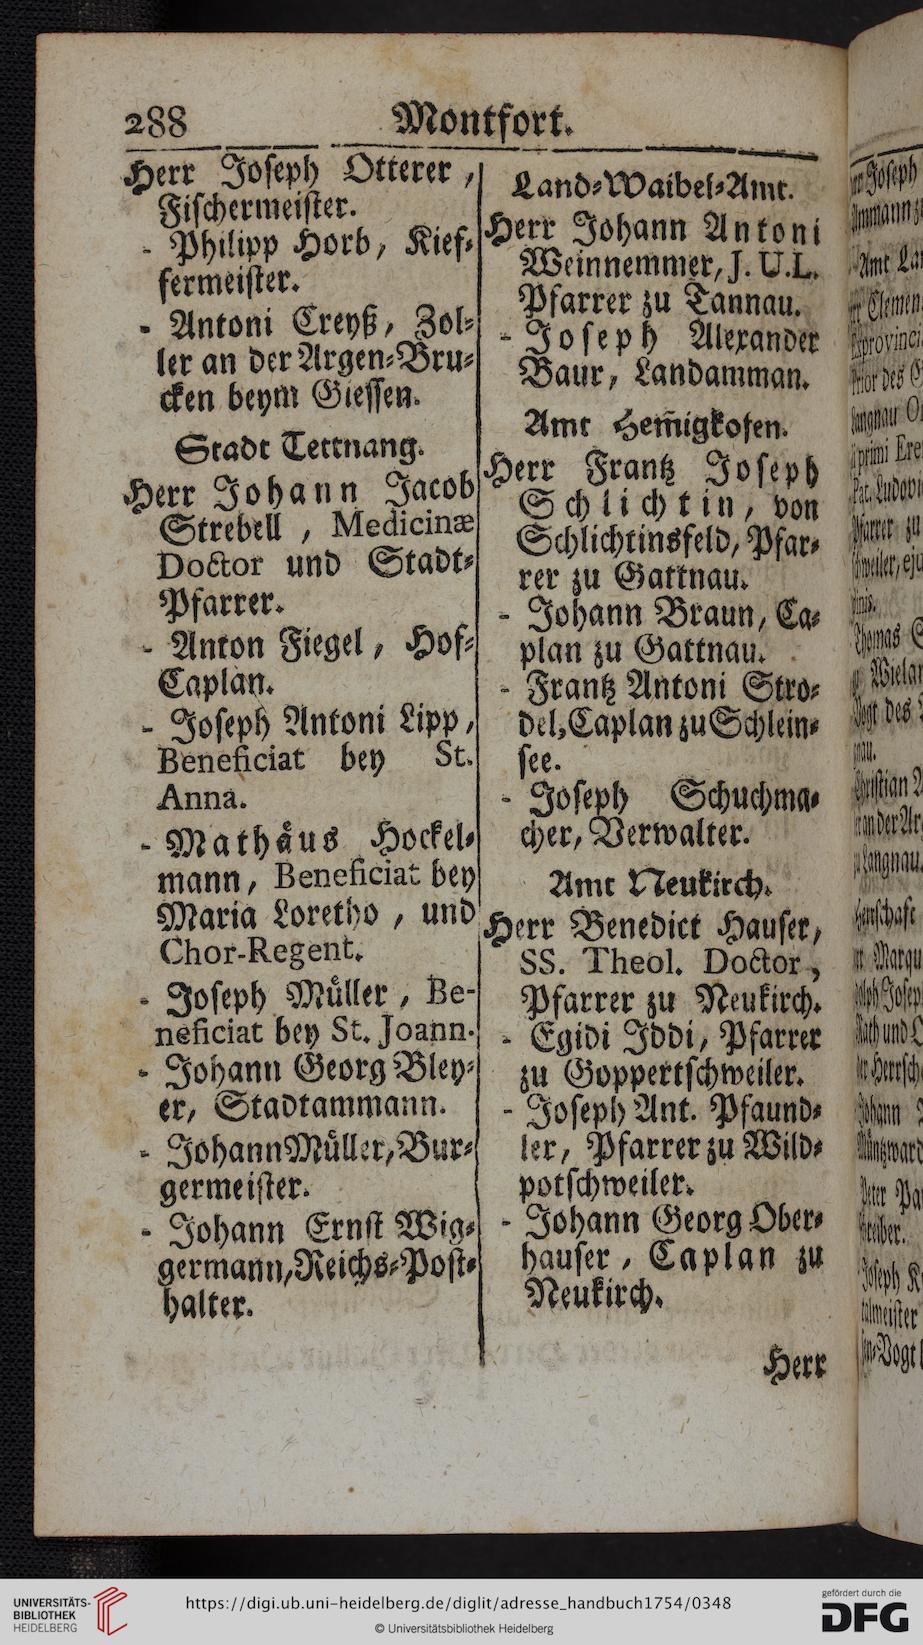 288 Montfort.
Herr Joseph Otterer,
Fischermeister.
- Philipp Horb, Kief-
fermeister.
- Antoni Creyß, Zol-
ler an der Argen-Bru-
cken beym Giessen.
Stadt Tettnang.
Herr Johann Jacob
Strebell, Medicinæ
Doctor und Stadt-
Pfarrer.
- Anton Fiegel, Hof-
Caplan.
- Joseph Antoni Lipp,
Beneficiat bey St.
Anna.
- Mathäus Hockel-
mann, Beneficiat bey
Maria Loretho, und
Chor-Regent.
- Joseph Müller, Be-
neficiat bey St. Joann.
- Johann Georg Bley-
er, Stadtammann.
- Johann Müller, Bur-
germeister.
- Johann Ernst Wig-
germann, Reichs-Post-
halter.
Land-Waibel-Amt.
Herr Johann Antoni
Weinnemmer, J. U. L.
Pfarrer zu Tannau.
- Joseph Alexander
Baur, Landamman.
Amt Hem̃igkofen.
Herr Frantz Joseph
Schlichtin, von
Schlichtinsfeld, Pfar-
rer zu Gattnau.
- Johann Braun, Ca-
plan zu Gattnau.
- Frantz Antoni Stro-
del, Caplan zu Schlein-
see.
- Joseph Schuchma-
cher, Verwalter.
Amt Neukirch.
Herr Benedict Hauser,
SS. Theol. Doctor,
Pfarrer zu Neukirch.
- Egidi Iddi, Pfarrer
zu Goppertschweiler.
- Joseph Ant. Pfaund-
ler, Pfarrer zu Wild-
potschweiler.
- Johann Georg Ober-
hauser, Caplan zu
Neukirch.
Herr
UNIVERSITÄTS-
BIBLIOTHEK
HEIDELBERG
https://digi.ub.uni-heidelberg.de/diglit/adresse_handbuch1754/0348
© Universitätsbibliothek Heidelberg
gefördert durch die
DFG